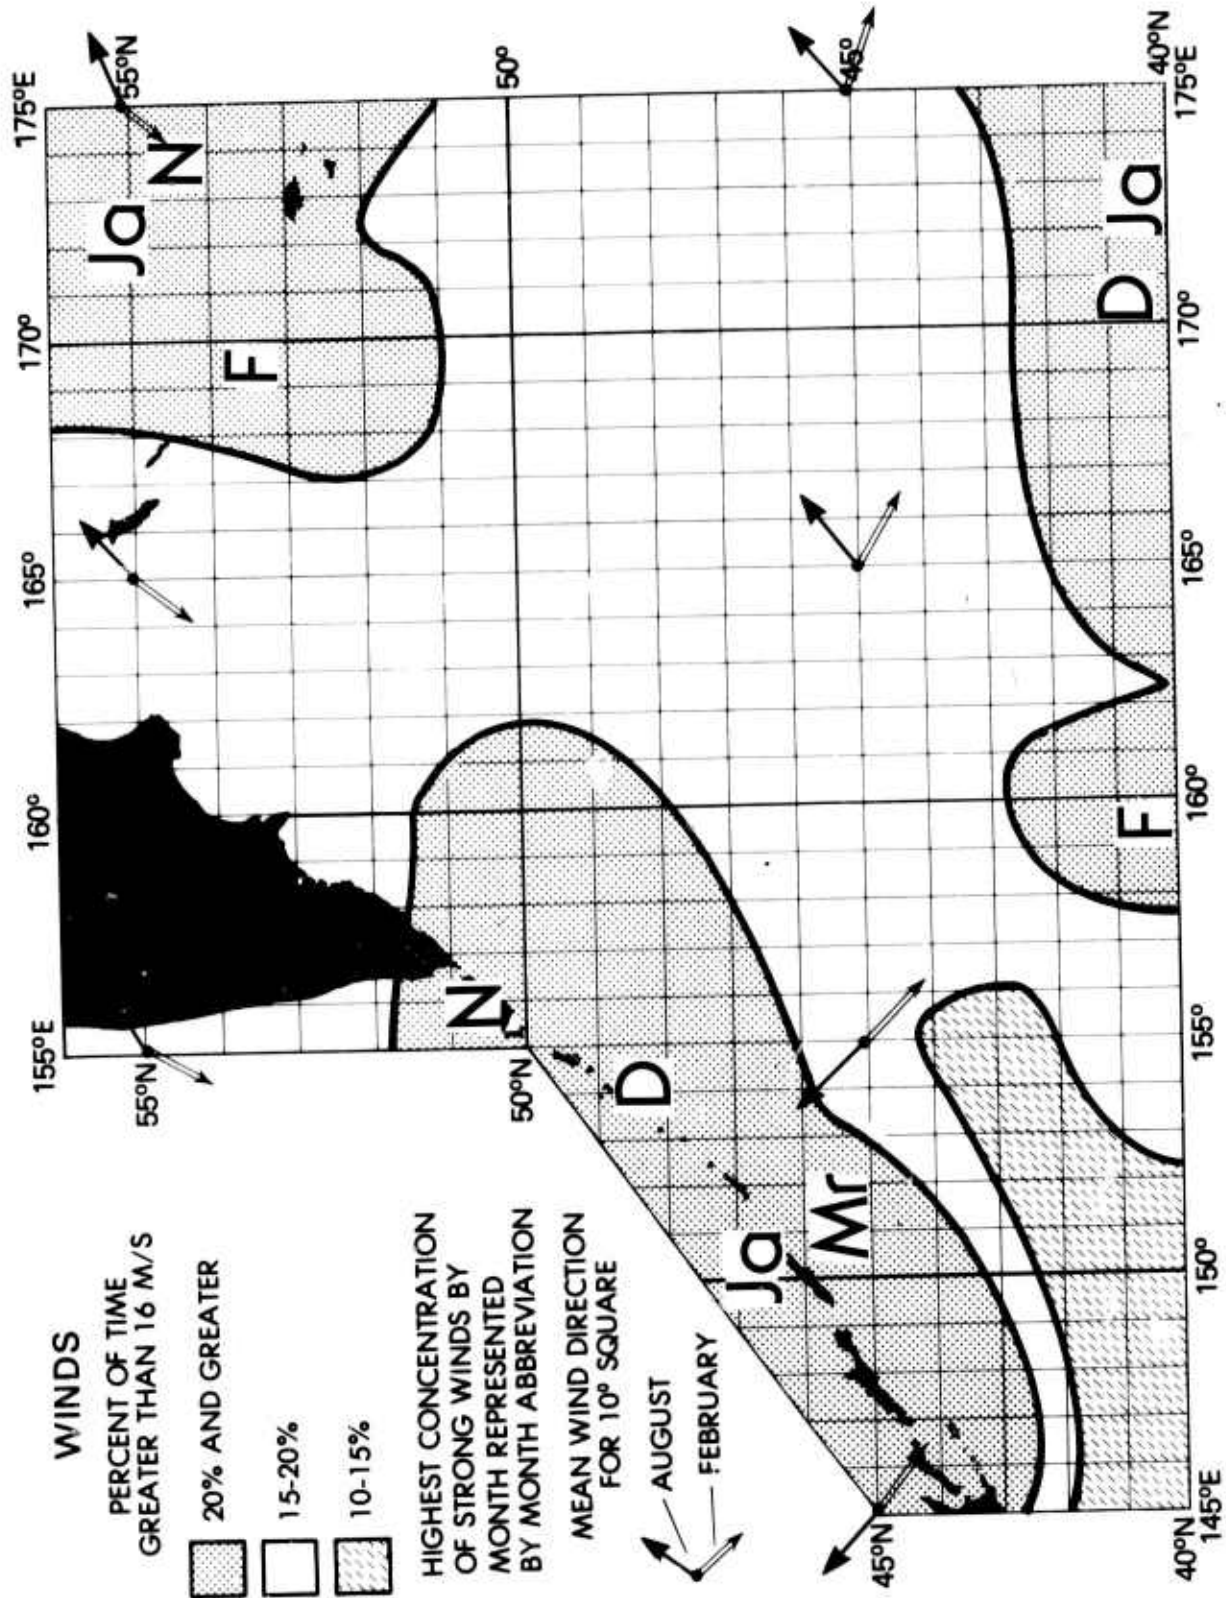 WINDS
PERCENT OF TIME
GREATER THAN 16 M/S
20% AND GREATER
15-20%
10-15%
HIGHEST CONCENTRATION
OF STRONG WINDS BY
MONTH REPRESENTED
BY MONTH ABBREVIATION
MEAN WIND DIRECTION
FOR 10° SQUARE
AUGUST
FEBRUARY
155°E 160° 165° 170° 175°E
55°N Ja 55°N
N
F
N
50°N 50°
D
Ja
Mr
45°N 45°
F D Ja
40°N 40°N
145°E 150° 155° 160° 165° 170° 175°E